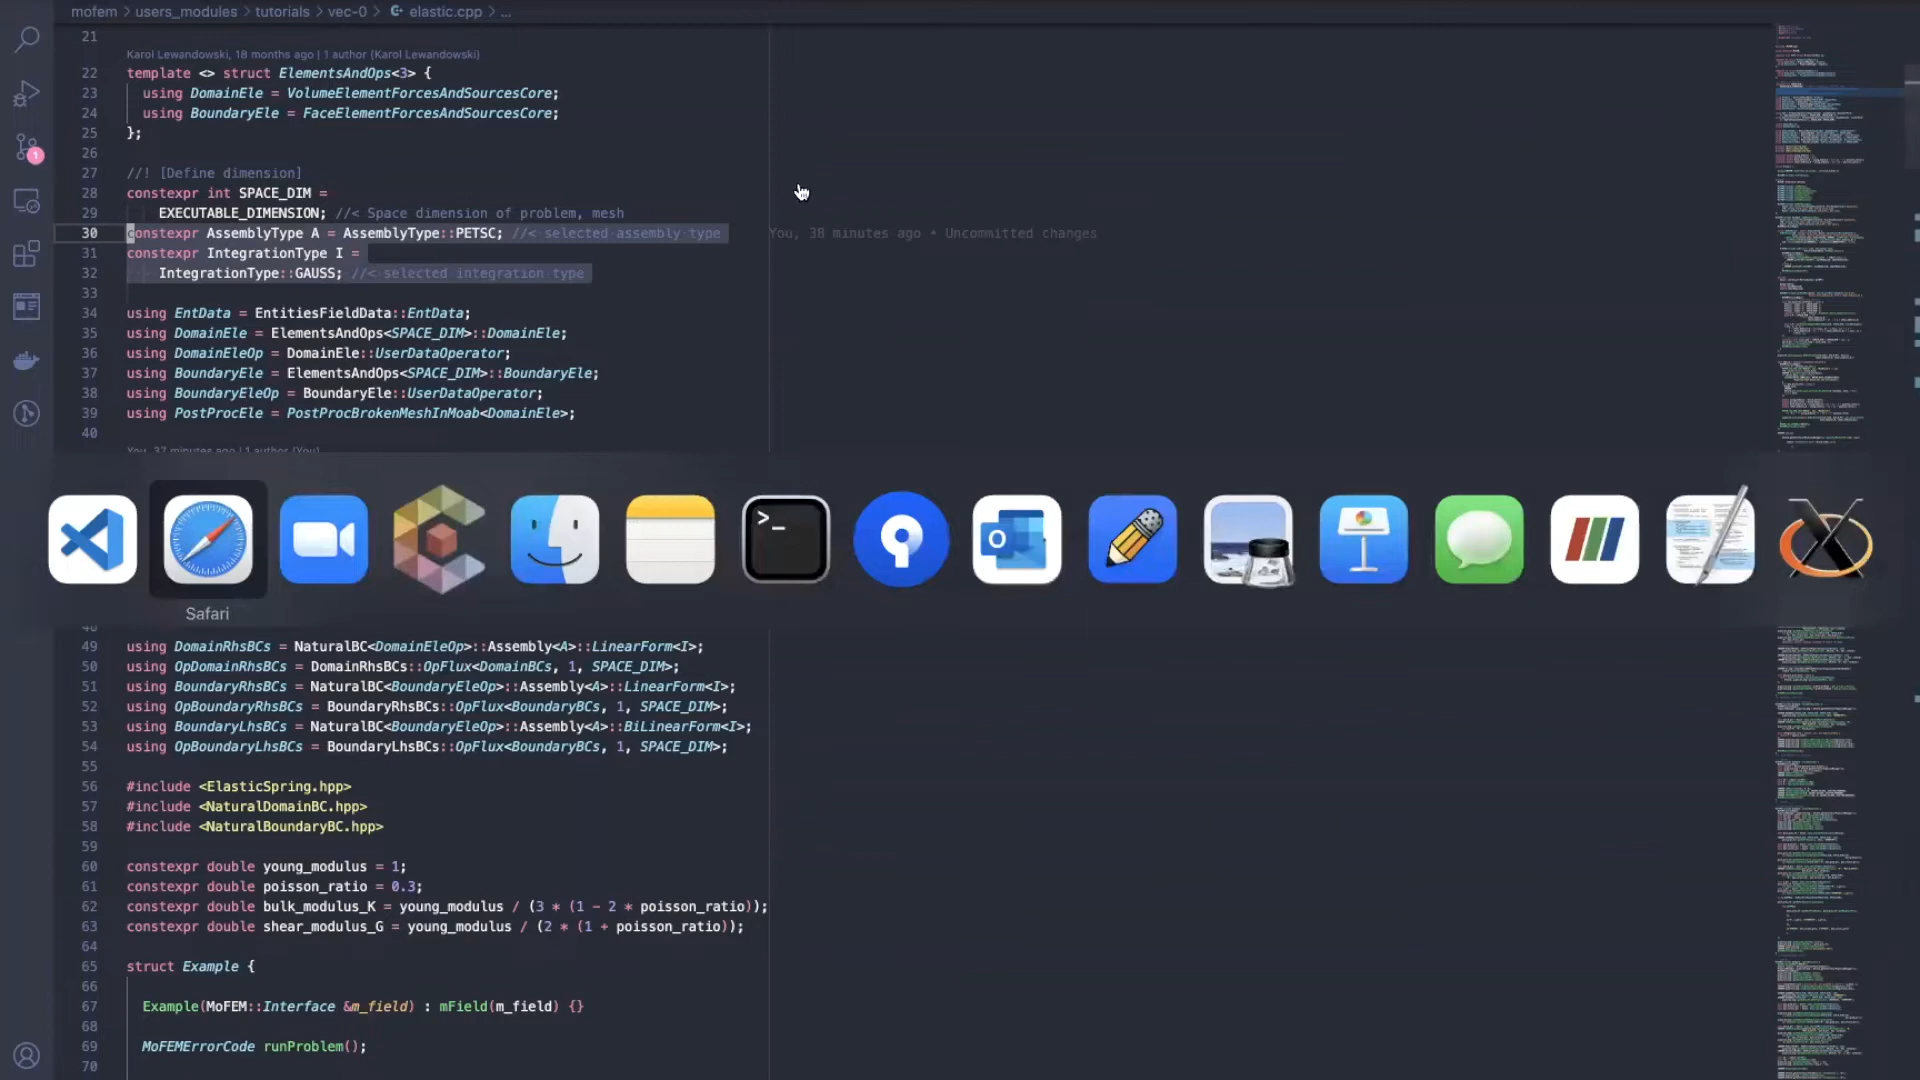 mofem > users_modules > tutorials > vec-0 > elastic.cpp > ...
21
Karol Lewandowski, 18 months ago | 1 author (Karol Lewandowski)
22 template <> struct ElementsAndOps<3> {
23 using DomainEle = VolumeElementForcesAndSourcesCore;
24 using BoundaryEle = FaceElementForcesAndSourcesCore;
25 };
26
27 //! [Define dimension]
28 constexpr int SPACE_DIM =
29 EXECUTABLE_DIMENSION; //< Space dimension of problem, mesh
30 constexpr AssemblyType A = AssemblyType::PETSC; //< selected assembly type You, 38 minutes ago • Uncommitted changes
31 constexpr IntegrationType I =
32 IntegrationType::GAUSS; //< selected integration type
33
34 using EntData = EntitiesFieldData::EntData;
35 using DomainEle = ElementsAndOps<SPACE_DIM>::DomainEle;
36 using DomainEleOp = DomainEle::UserDataOperator;
37 using BoundaryEle = ElementsAndOps<SPACE_DIM>::BoundaryEle;
38 using BoundaryEleOp = BoundaryEle::UserDataOperator;
39 using PostProcEle = PostProcBrokenMeshInMoab<DomainEle>;
40
You, 37 minutes ago | 1 author (You)
Safari
48
49 using DomainRhsBCs = NaturalBC<DomainEleOp>::Assembly<A>::LinearForm<I>;
50 using OpDomainRhsBCs = DomainRhsBCs::OpFlux<DomainBCs, 1, SPACE_DIM>;
51 using BoundaryRhsBCs = NaturalBC<BoundaryEleOp>::Assembly<A>::LinearForm<I>;
52 using OpBoundaryRhsBCs = BoundaryRhsBCs::OpFlux<BoundaryBCs, 1, SPACE_DIM>;
53 using BoundaryLhsBCs = NaturalBC<BoundaryEleOp>::Assembly<A>::BiLinearForm<I>;
54 using OpBoundaryLhsBCs = BoundaryLhsBCs::OpFlux<BoundaryBCs, 1, SPACE_DIM>;
55
56 #include <ElasticSpring.hpp>
57 #include <NaturalDomainBC.hpp>
58 #include <NaturalBoundaryBC.hpp>
59
60 constexpr double young_modulus = 1;
61 constexpr double poisson_ratio = 0.3;
62 constexpr double bulk_modulus_K = young_modulus / (3 * (1 - 2 * poisson_ratio));
63 constexpr double shear_modulus_G = young_modulus / (2 * (1 + poisson_ratio));
64
65 struct Example {
66
67 Example(MoFEM::Interface &m_field) : mField(m_field) {}
68
69 MoFEMErrorCode runProblem();
70